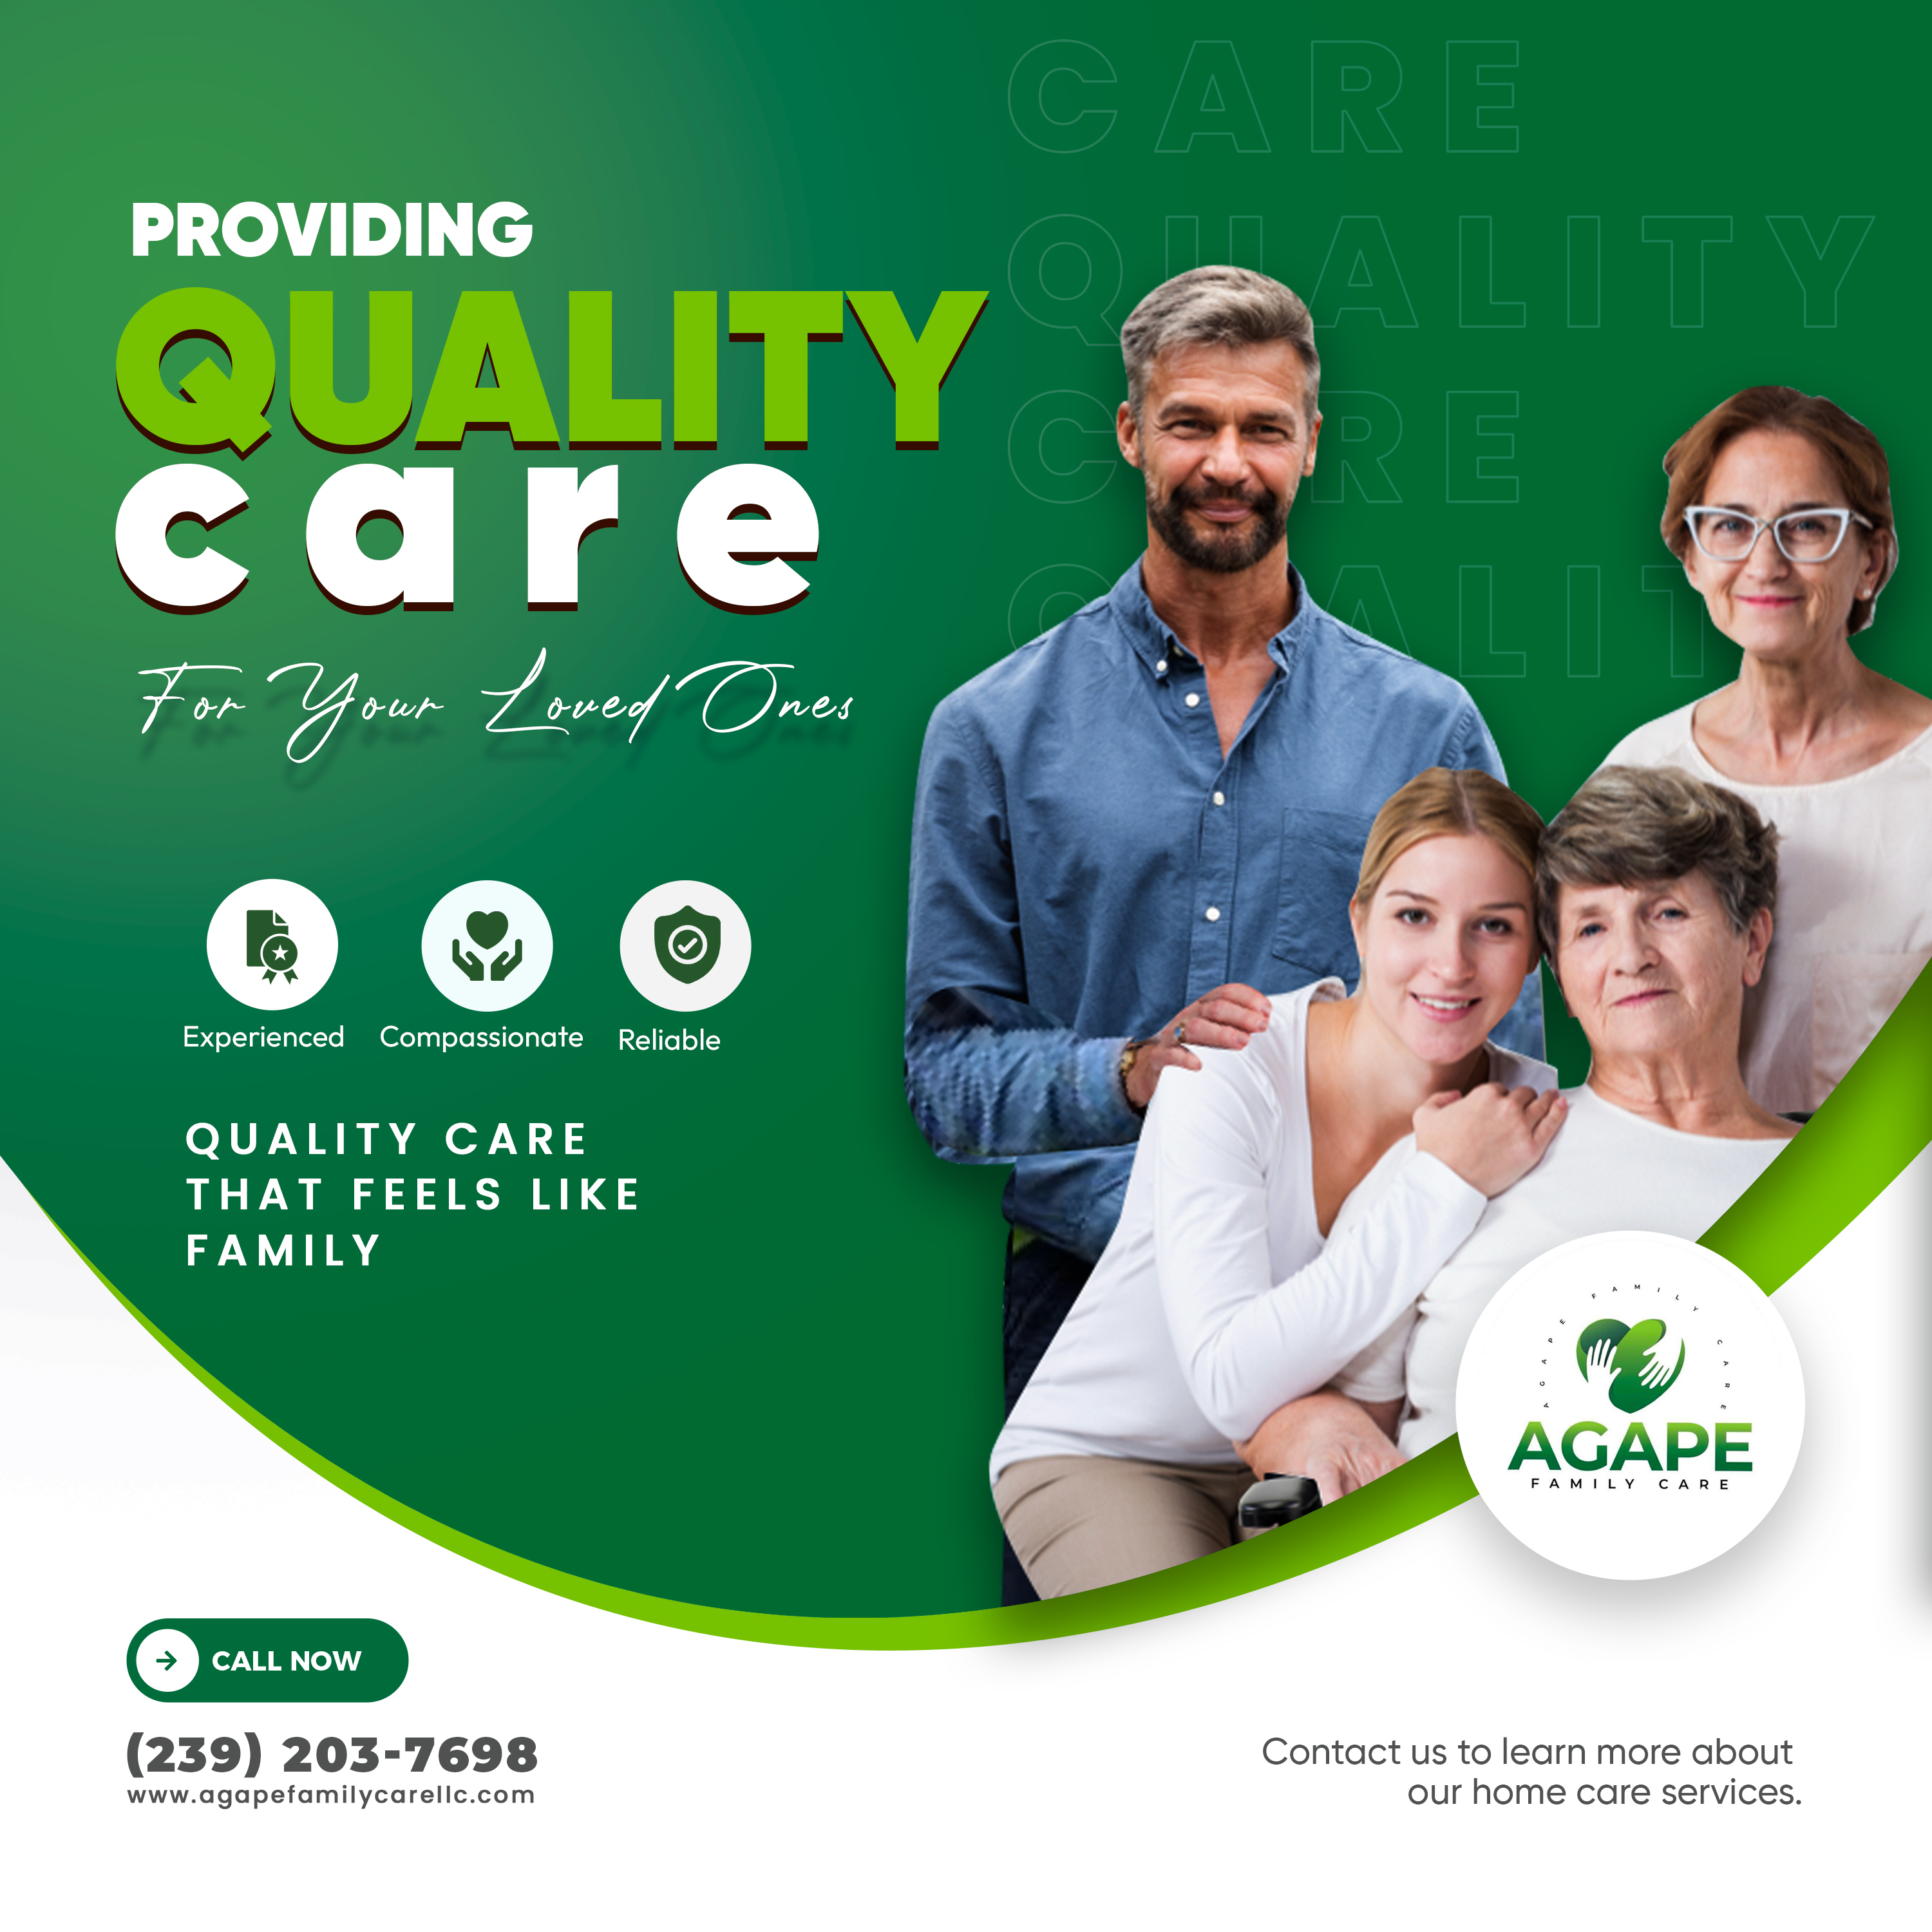 CARE
QUALITY
CARE
QUALITY
PROVIDING
QUALITY
care
For Your Loved Ones
Experienced
Compassionate
Reliable
QUALITY CARE
THAT FEELS LIKE
FAMILY
AGAPE FAMILY CARE
AGAPE
FAMILY CARE
CALL NOW
(239) 203-7698
www.agapefamilycarellc.com
Contact us to learn more about
our home care services.